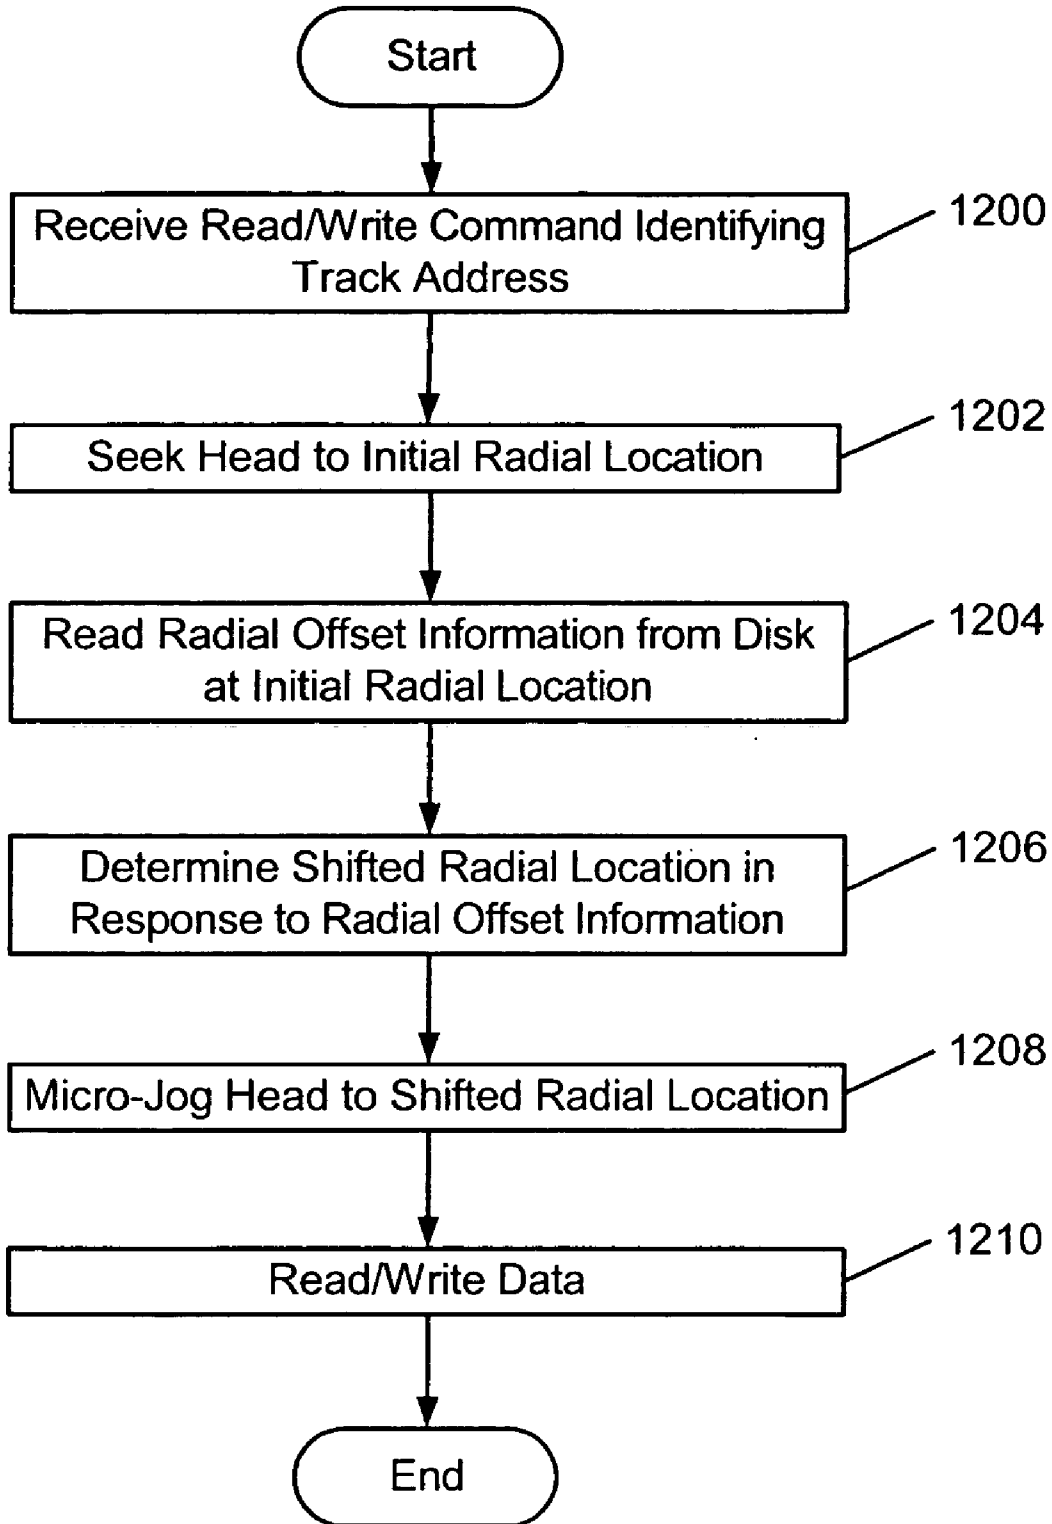 Start
Receive Read/Write Command Identifying
Track Address
1200
Seek Head to Initial Radial Location
1202
Read Radial Offset Information from Disk
at Initial Radial Location
1204
Determine Shifted Radial Location in
Response to Radial Offset Information
1206
Micro-Jog Head to Shifted Radial Location
1208
Read/Write Data
1210
End